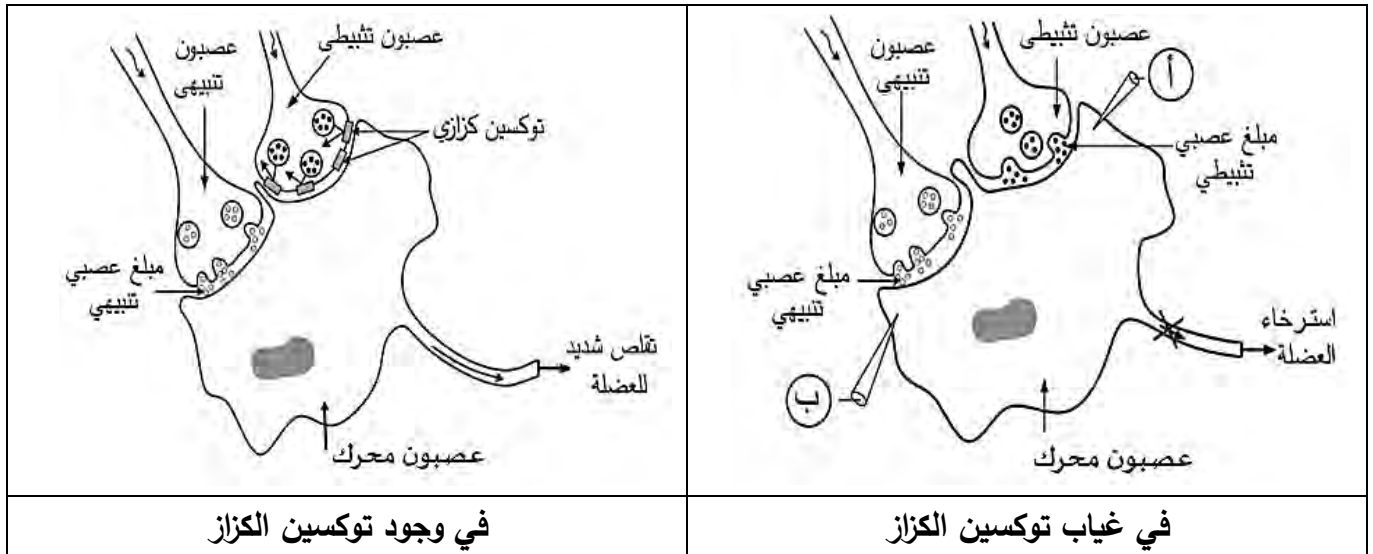 عصبون تثبيطي
عصبون
تنبيهي
أ
مبلغ عصبي
تثبيطي
مبلغ عصبي
تنبيهي
ب
استرخاء
العضلة
عصبون محرك
في غياب توكسين الكزاز
عصبون تثبيطي
عصبون
تنبيهي
توكسين كزازي
مبلغ عصبي
تنبيهي
تقلص شديد
للعضلة
عصبون محرك
في وجود توكسين الكزاز